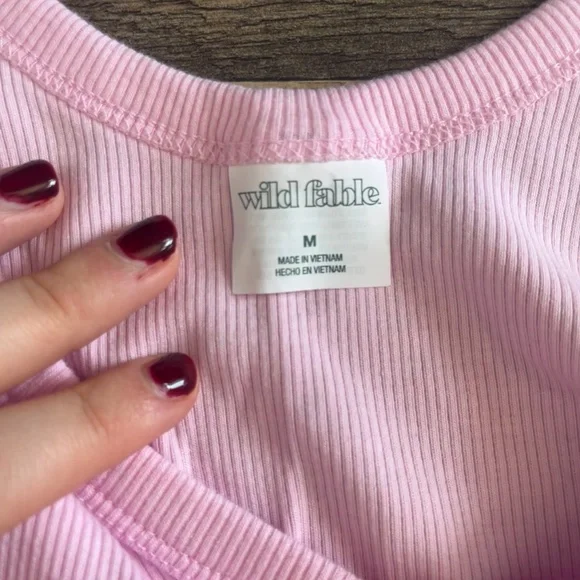 wild fable
M
MADE IN VIETNAM
HECHO EN VIETNAM